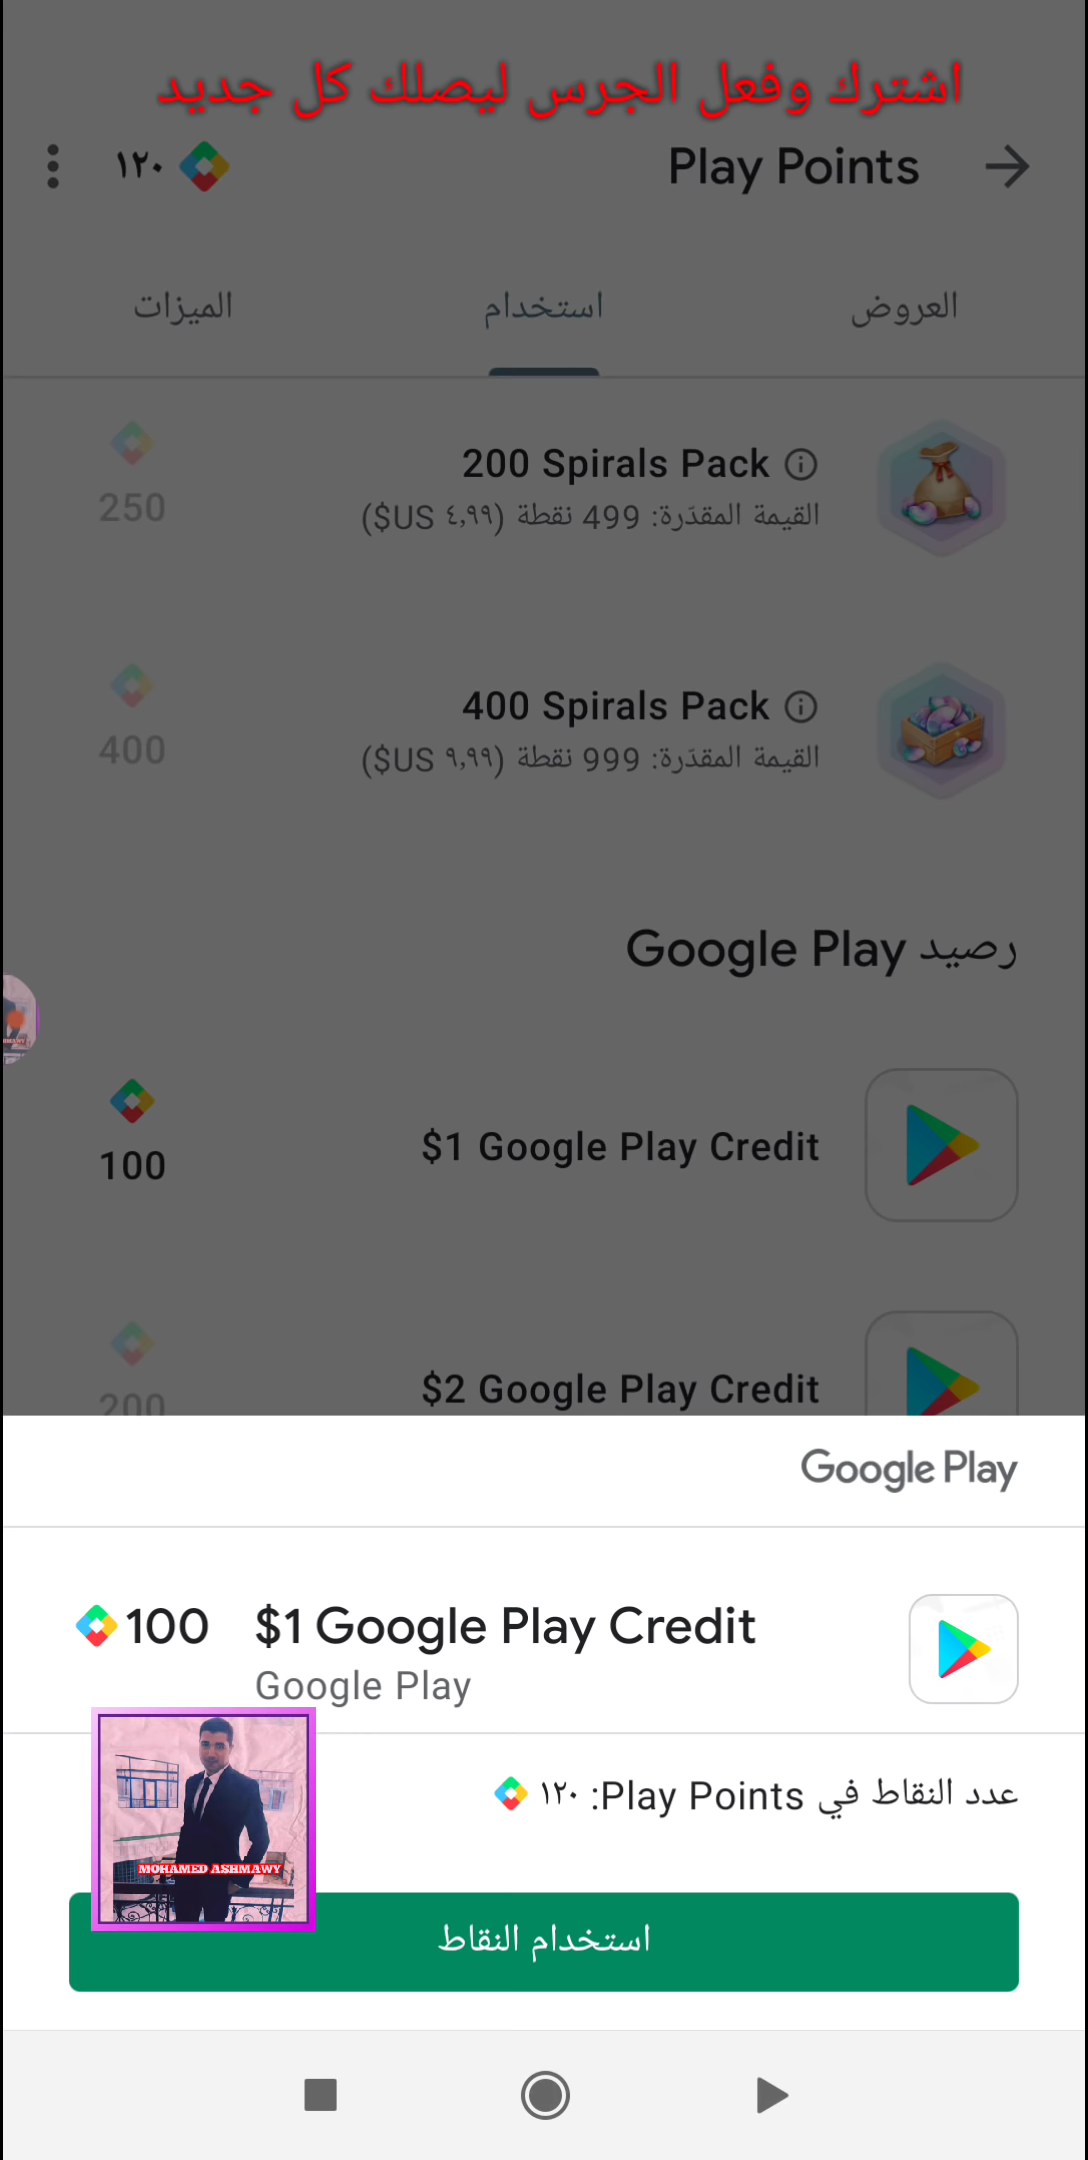 اشترك وفعل الجرس ليصلك كل جديد
Play Points
١٢٠
العروض
استخدام
الميزات
200 Spirals Pack
250
القيمة المقدَرة: 499 نقطة (٤,٩٩ US$)
400 Spirals Pack
400
القيمة المقدَرة: 999 نقطة (٩,٩٩ US$)
رصيد Google Play
$1 Google Play Credit
100
$2 Google Play Credit
200
Google Play
$1 Google Play Credit
100
Google Play
عدد النقاط في Play Points: ١٢٠
MOHAMED ASHMAWY
استخدام النقاط